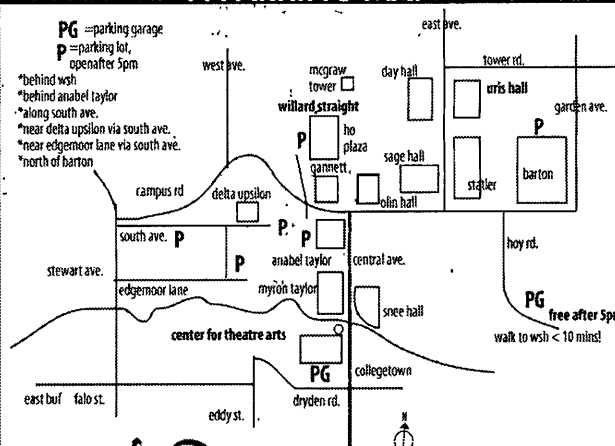 PG =parking garage
P =parking lot,
openafter 5pm
*behind wsh
*behind anabel taylor
*along south ave.
*near delta upsilon via south ave.
*near edgemoor lane via south ave.
*north of barton
east ave.
west ave.
tower rd.
mcgraw
tower
day hall
uris hall
willard straight
garden ave.
P
P
ho
plaza
gannett
sage hall
statler
barton
campus rd
delta upsilon
olin hall
south ave. P
P
P
hoy rd.
stewart ave.
P
anabel taylor
central ave.
edgemoor lane
myron taylor
snee hall
PG
free after 5p
walk to wsh < 10 mins!
center for theatre arts
PG
collegetown
east buf falo st.
eddy st.
dryden rd.
N